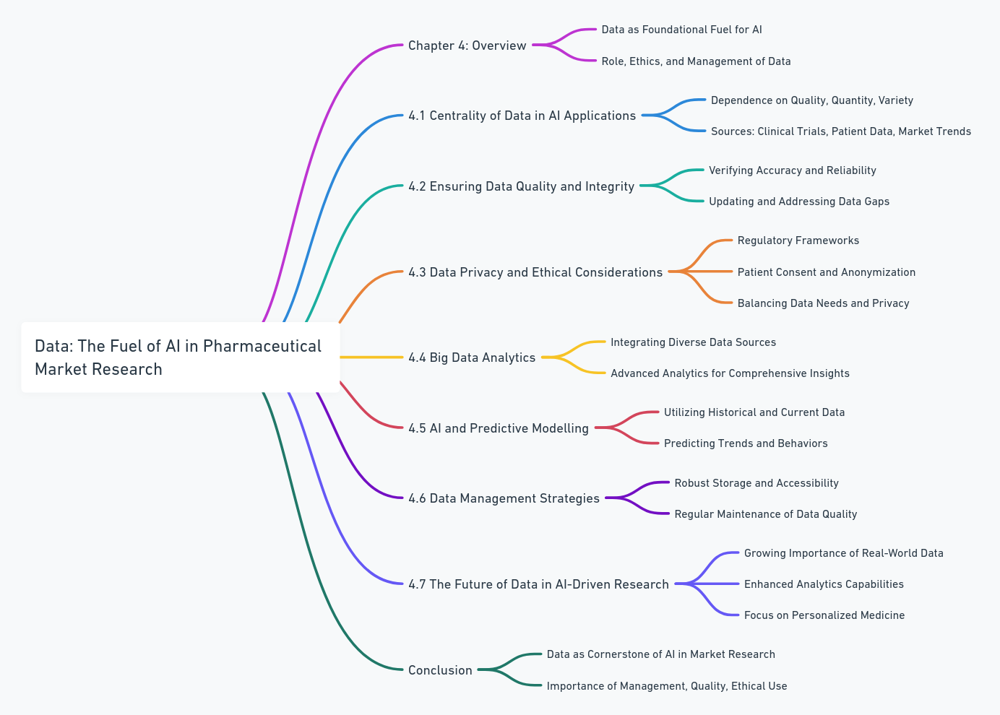 Data: The Fuel of AI in Pharmaceutical
Market Research
Chapter 4: Overview
Data as Foundational Fuel for AI
Role, Ethics, and Management of Data
4.1 Centrality of Data in AI Applications
Dependence on Quality, Quantity, Variety
Sources: Clinical Trials, Patient Data, Market Trends
4.2 Ensuring Data Quality and Integrity
Verifying Accuracy and Reliability
Updating and Addressing Data Gaps
4.3 Data Privacy and Ethical Considerations
Regulatory Frameworks
Patient Consent and Anonymization
Balancing Data Needs and Privacy
4.4 Big Data Analytics
Integrating Diverse Data Sources
Advanced Analytics for Comprehensive Insights
4.5 AI and Predictive Modelling
Utilizing Historical and Current Data
Predicting Trends and Behaviors
4.6 Data Management Strategies
Robust Storage and Accessibility
Regular Maintenance of Data Quality
4.7 The Future of Data in AI-Driven Research
Growing Importance of Real-World Data
Enhanced Analytics Capabilities
Focus on Personalized Medicine
Conclusion
Data as Cornerstone of AI in Market Research
Importance of Management, Quality, Ethical Use